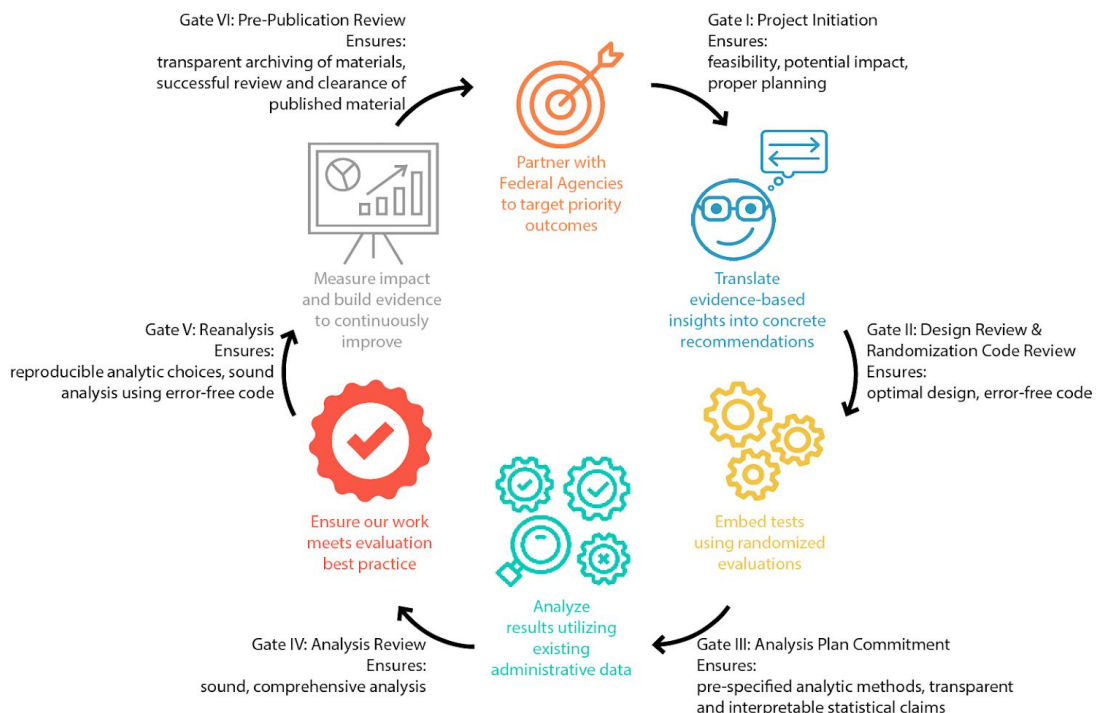 Gate VI: Pre-Publication Review
Ensures:
transparent archiving of materials,
successful review and clearance of
published material
Gate I: Project Initiation
Ensures:
feasibility, potential impact,
proper planning
Partner with
Federal Agencies
to target priority
outcomes
Measure impact
and build evidence
to continuously
improve
Translate
evidence-based
insights into concrete
recommendations
Gate V: Reanalysis
Ensures:
reproducible analytic choices, sound
analysis using error-free code
Gate II: Design Review &
Randomization Code Review
Ensures:
optimal design, error-free code
Ensure our work
meets evaluation
best practice
Embed tests
using randomized
evaluations
Analyze
results utilizing
existing
administrative data
Gate IV: Analysis Review
Ensures:
sound, comprehensive analysis
Gate III: Analysis Plan Commitment
Ensures:
pre-specified analytic methods, transparent
and interpretable statistical claims